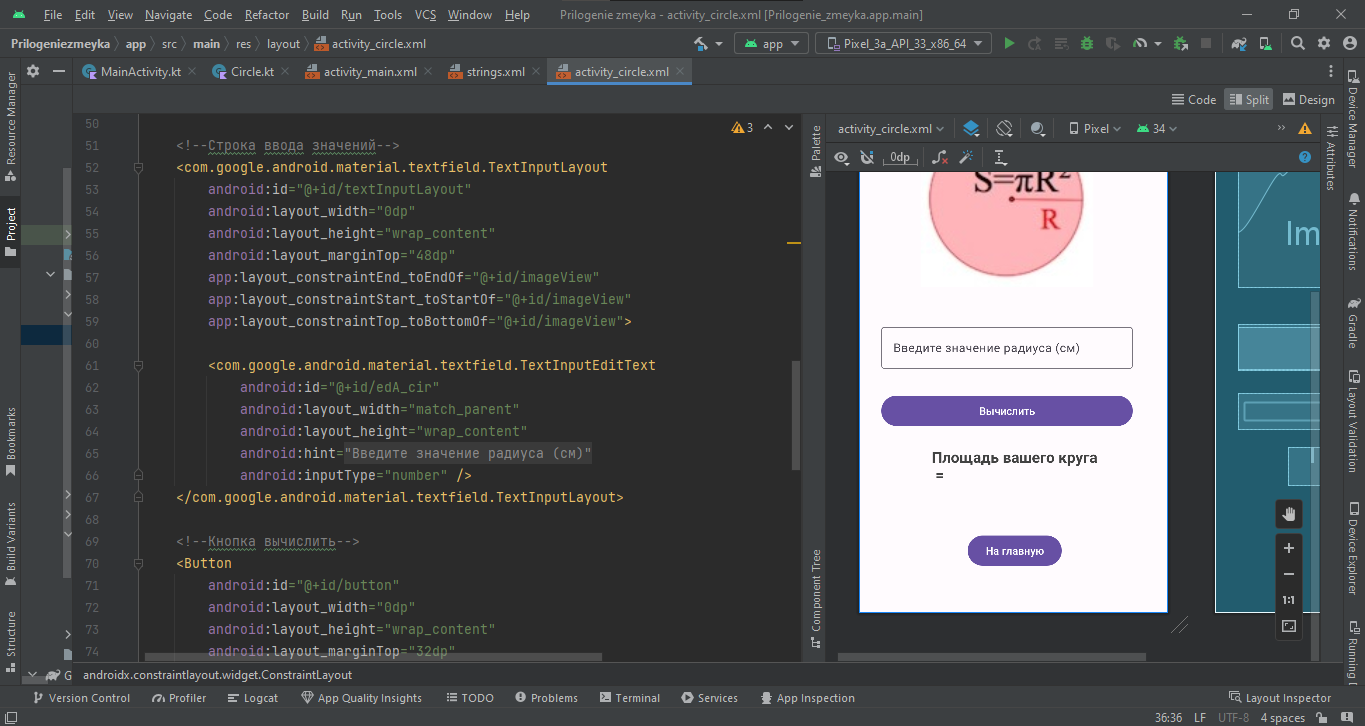 File Edit View Navigate Code Refactor Build Run Tools VCS Window Help Prilogenie zmeyka - activity_circle.xml [Prilogenie_zmeyka.app.main]
Prilogeniezmeyka app src main res layout activity_circle.xml app Pixel_3a_API_33_x86_64
MainActivity.kt Circle.kt activity_main.xml strings.xml activity_circle.xml
Code Split Design
Resource Manager
Project
Bookmarks
Build Variants
Structure
50
51 <!--Строка ввода значений-->
52 <com.google.android.material.textfield.TextInputLayout
53 android:id="@+id/textInputLayout"
54 android:layout_width="0dp"
55 android:layout_height="wrap_content"
56 android:layout_marginTop="48dp"
57 app:layout_constraintEnd_toEndOf="@+id/imageView"
58 app:layout_constraintStart_toStartOf="@+id/imageView"
59 app:layout_constraintTop_toBottomOf="@+id/imageView">
60
61 <com.google.android.material.textfield.TextInputEditText
62 android:id="@+id/edA_cir"
63 android:layout_width="match_parent"
64 android:layout_height="wrap_content"
65 android:hint="Введите значение радиуса (см)"
66 android:inputType="number" />
67 </com.google.android.material.textfield.TextInputLayout>
68
69 <!--Кнопка вычислить-->
70 <Button
71 android:id="@+id/button"
72 android:layout_width="0dp"
73 android:layout_height="wrap_content"
74 android:layout_marginTop="32dp"
3
Palette
Component Tree
activity_circle.xml Pixel 34
0dp
S=πR²
R
Введите значение радиуса (см)
Вычислить
Площадь вашего круга
=
На главную
Im
1:1
Attributes
Device Manager
Notifications
Gradle
Layout Validation
Device Explorer
Running
G
androidx.constraintlayout.widget.ConstraintLayout
Version Control Profiler Logcat App Quality Insights TODO Problems Terminal Services App Inspection Layout Inspector
36:36 LF UTF-8 4 spaces